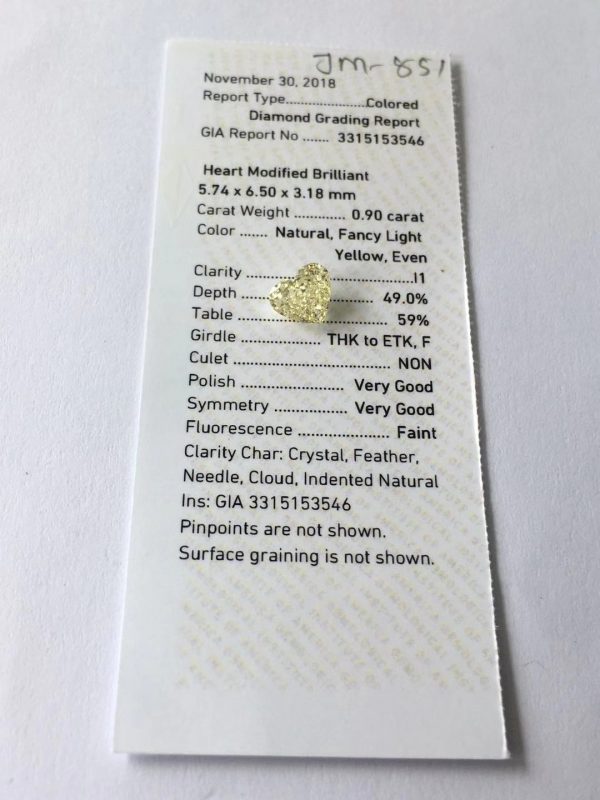 JM-851
November 30, 2018
Report Type......................Colored
Diamond Grading Report
GIA Report No ....... 3315153546
Heart Modified Brilliant
5.74 x 6.50 x 3.18 mm
Carat Weight ............. 0.90 carat
Color ....... Natural, Fancy Light
Yellow, Even
Clarity ........................I1
Depth ................ 49.0%
Table ................ 59%
Girdle ................... THK to ETK, F
Culet .................................... NON
Polish ......................... Very Good
Symmetry ................. Very Good
Fluorescence ..................... Faint
Clarity Char: Crystal, Feather,
Needle, Cloud, Indented Natural
Ins: GIA 3315153546
Pinpoints are not shown.
Surface graining is not shown.